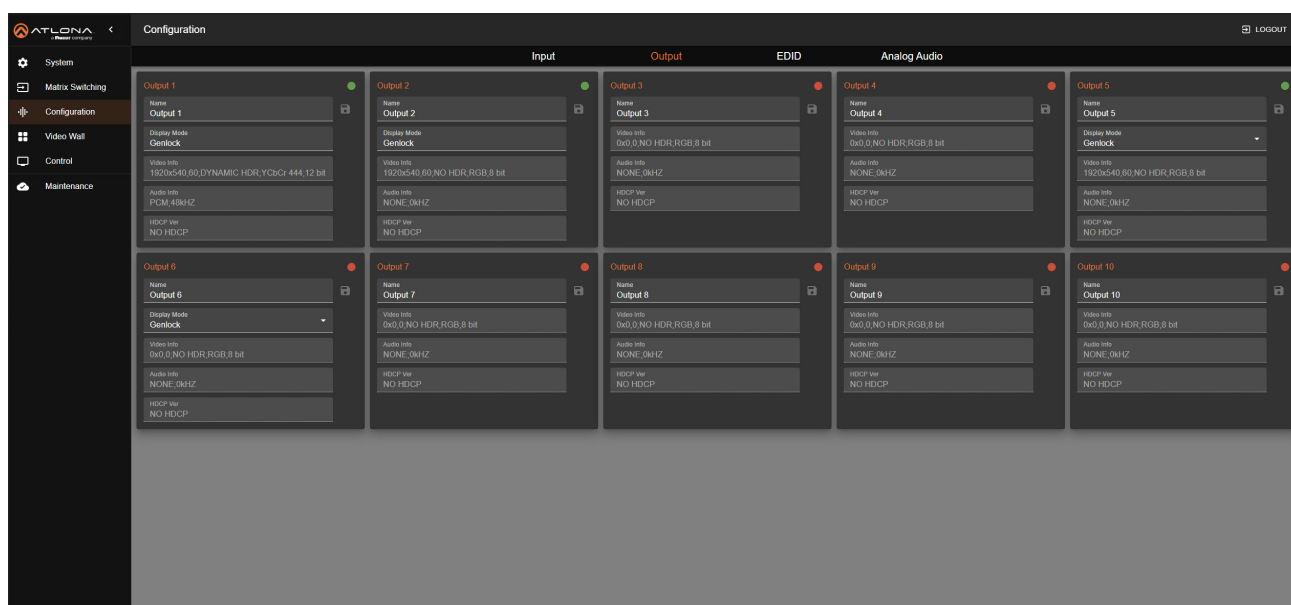 ATLONA
Configuration
LOGOUT
System
Matrix Switching
Configuration
Video Wall
Control
Maintenance
Input
Output
EDID
Analog Audio
Output 1
Name
Output 1
Display Mode
Genlock
Video Info
1920x540,60;DYNAMIC HDR;YCbCr 444;12 bit
Audio Info
PCM;48kHZ
HDCP Ver
NO HDCP
Output 2
Name
Output 2
Display Mode
Genlock
Video Info
1920x540,60;NO HDR;RGB;8 bit
Audio Info
NONE;0kHZ
HDCP Ver
NO HDCP
Output 3
Name
Output 3
Video Info
0x0,0;NO HDR;RGB;8 bit
Audio Info
NONE;0kHZ
HDCP Ver
NO HDCP
Output 4
Name
Output 4
Video Info
0x0,0;NO HDR;RGB;8 bit
Audio Info
NONE;0kHZ
HDCP Ver
NO HDCP
Output 5
Name
Output 5
Display Mode
Genlock
Video Info
1920x540,60;NO HDR;RGB;8 bit
Audio Info
NONE;0kHZ
HDCP Ver
NO HDCP
Output 6
Name
Output 6
Display Mode
Genlock
Video Info
0x0,0;NO HDR;RGB;8 bit
Audio Info
NONE;0kHZ
HDCP Ver
NO HDCP
Output 7
Name
Output 7
Video Info
0x0,0;NO HDR;RGB;8 bit
Audio Info
NONE;0kHZ
HDCP Ver
NO HDCP
Output 8
Name
Output 8
Video Info
0x0,0;NO HDR;RGB;8 bit
Audio Info
NONE;0kHZ
HDCP Ver
NO HDCP
Output 9
Name
Output 9
Video Info
0x0,0;NO HDR;RGB;8 bit
Audio Info
NONE;0kHZ
HDCP Ver
NO HDCP
Output 10
Name
Output 10
Video Info
0x0,0;NO HDR;RGB;8 bit
Audio Info
NONE;0kHZ
HDCP Ver
NO HDCP